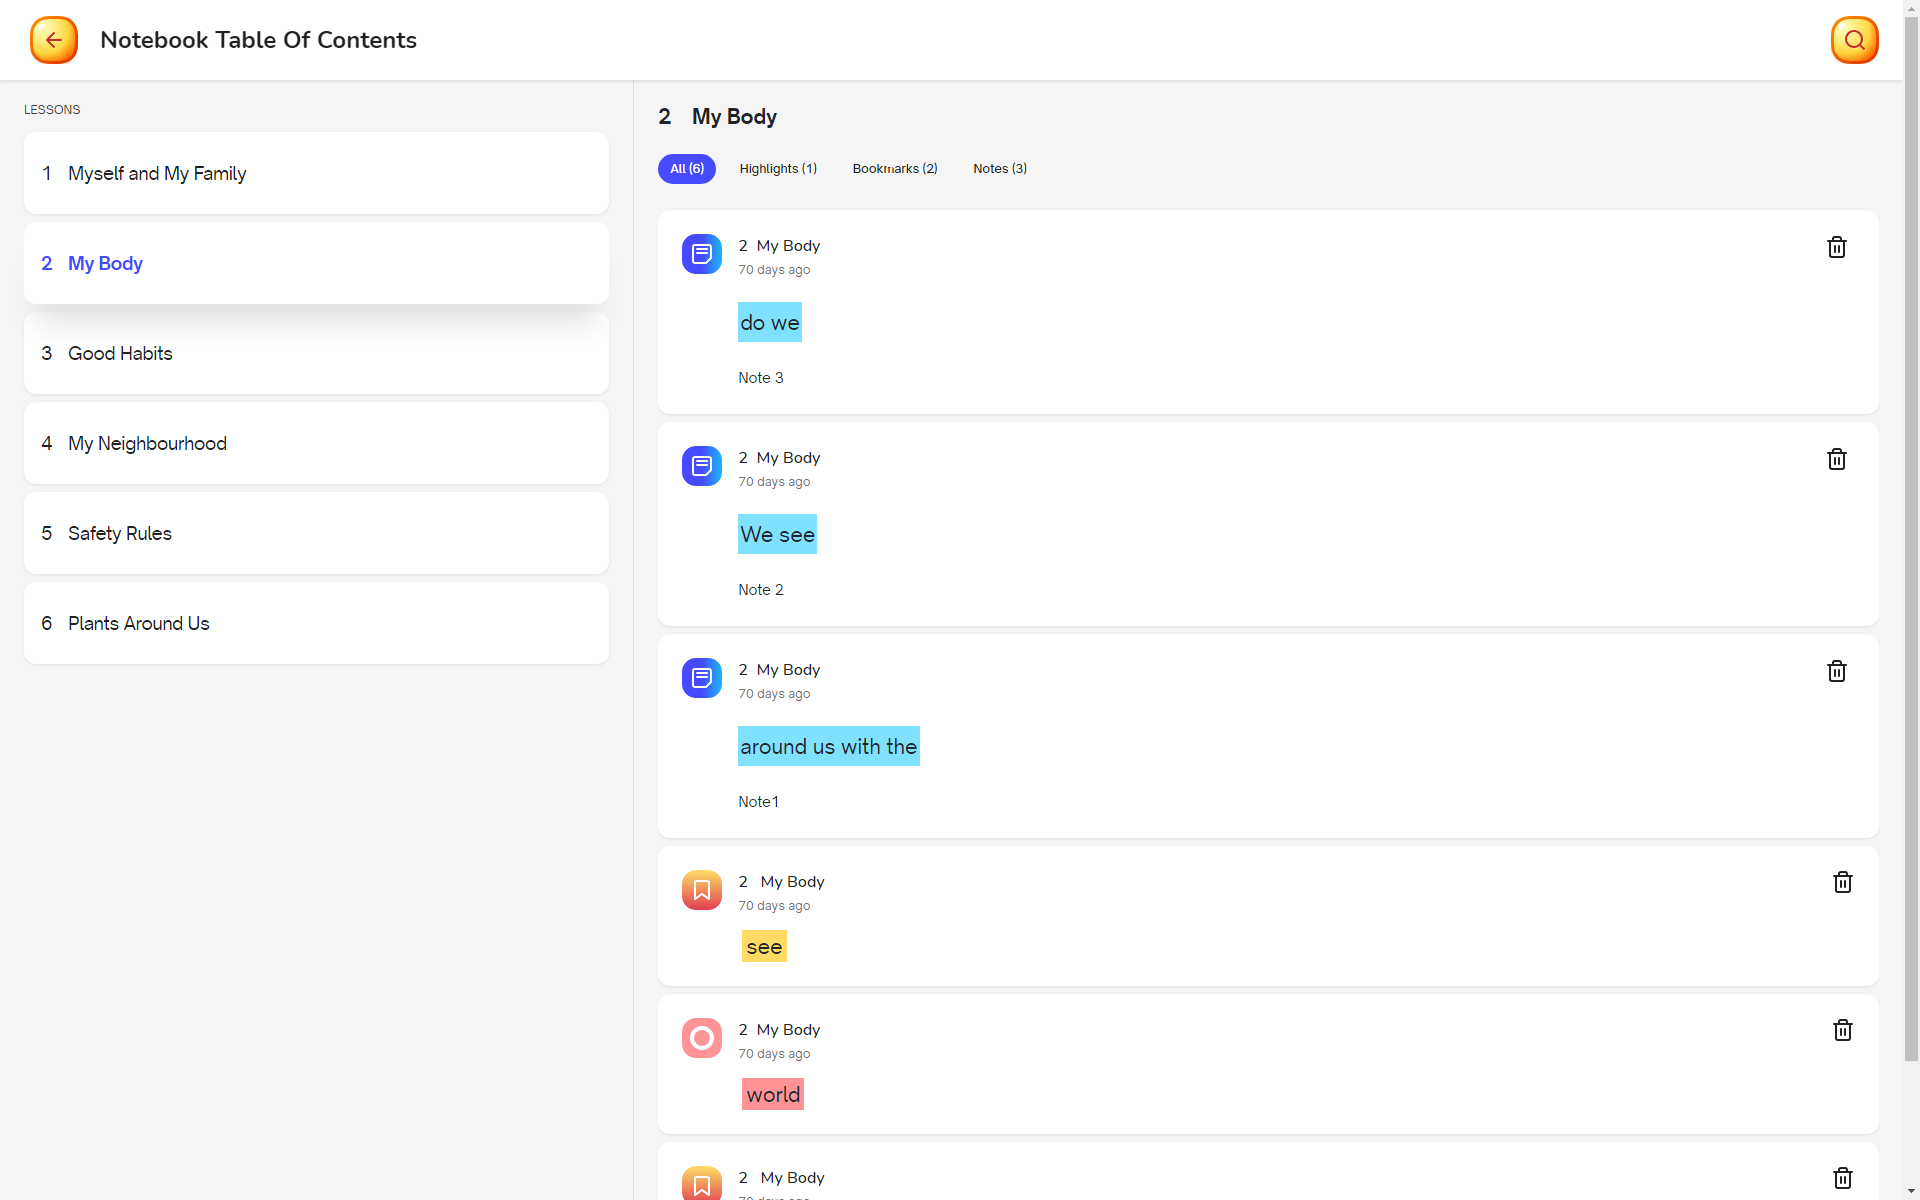 Notebook Table Of Contents
LESSONS
1 Myself and My Family
2 My Body
3 Good Habits
4 My Neighbourhood
5 Safety Rules
6 Plants Around Us
2 My Body
All (6) Highlights (1) Bookmarks (2) Notes (3)
2 My Body
70 days ago
do we
Note 3
2 My Body
70 days ago
We see
Note 2
2 My Body
70 days ago
around us with the
Note1
2 My Body
70 days ago
see
2 My Body
70 days ago
world
2 My Body